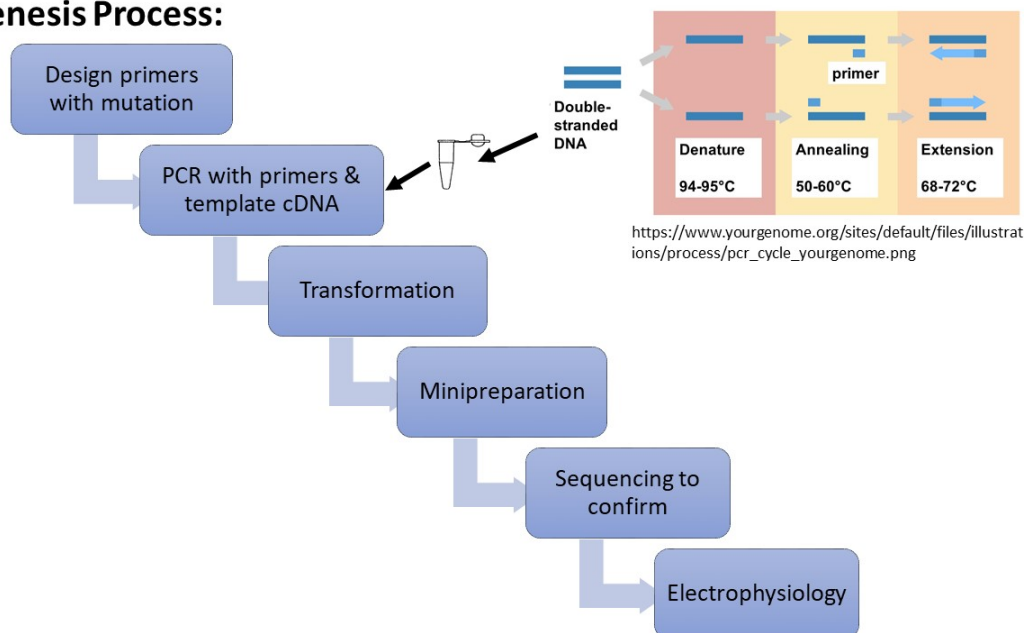 enesis Process:
Design primers
with mutation
PCR with primers &
template cDNA
Transformation
Minipreparation
Sequencing to
confirm
Electrophysiology
Double-
stranded
DNA
primer
Denature
94-95°C
Annealing
50-60°C
Extension
68-72°C
https://www.yourgenome.org/sites/default/files/illustrat
ions/process/pcr_cycle_yourgenome.png